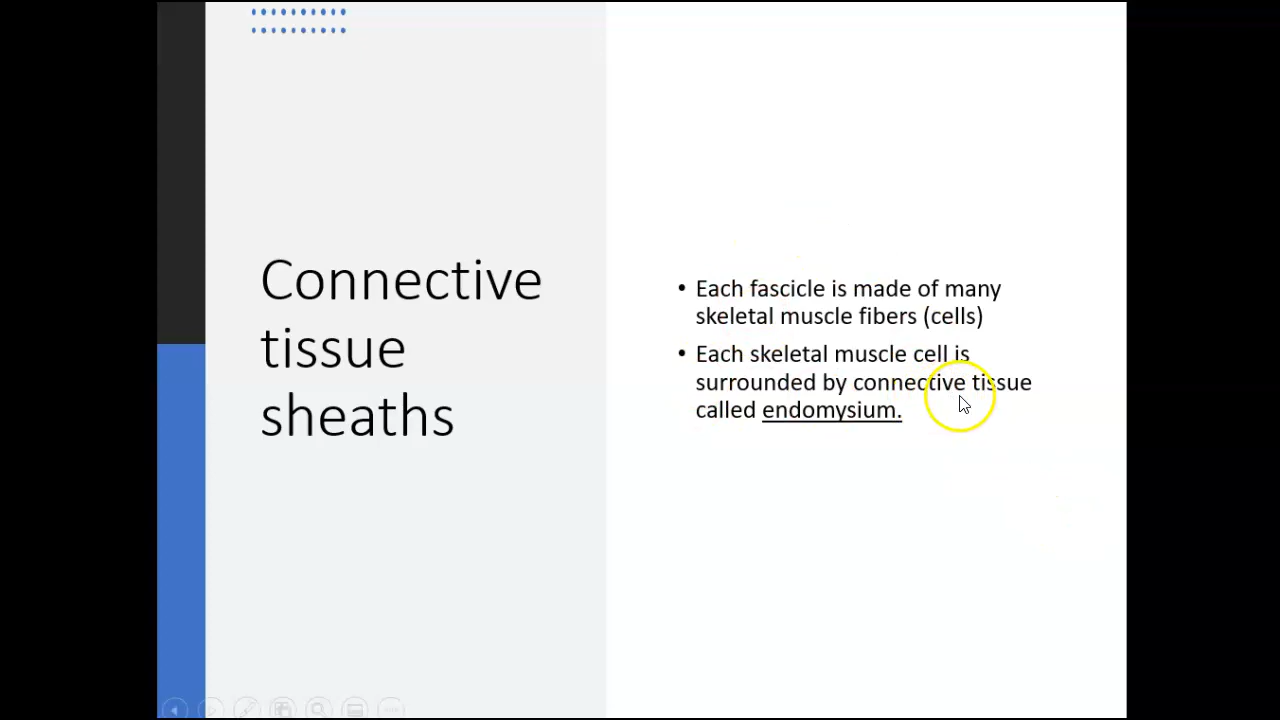 Connective
tissue
sheaths
• Each fascicle is made of many
skeletal muscle fibers (cells)
• Each skeletal muscle cell is
surrounded by connective tissue
called endomysium.